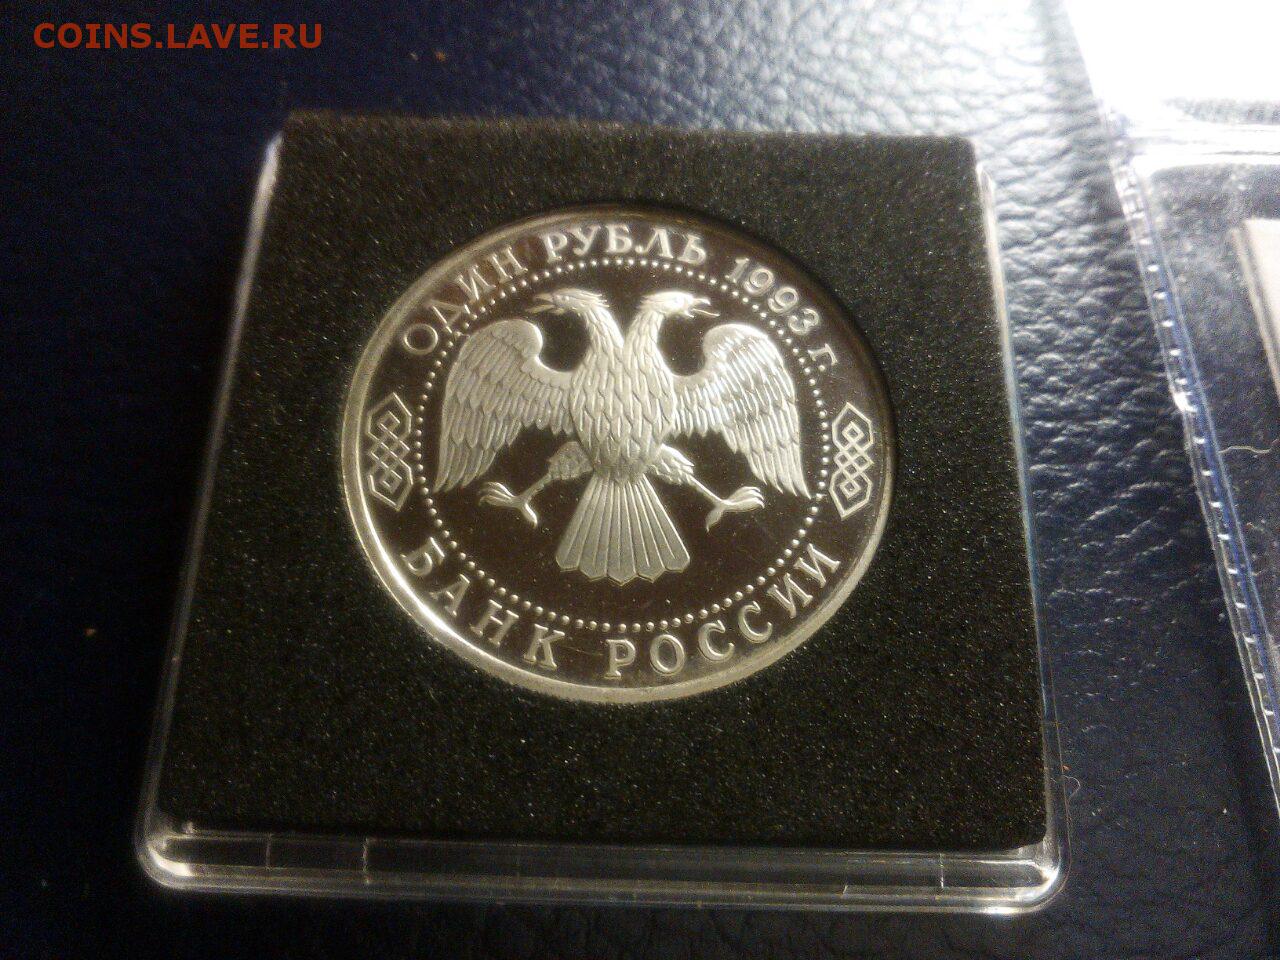 COINS.LAVE.RU
ОДИН РУБЛЬ 1993 г.
БАНК РОССИИ